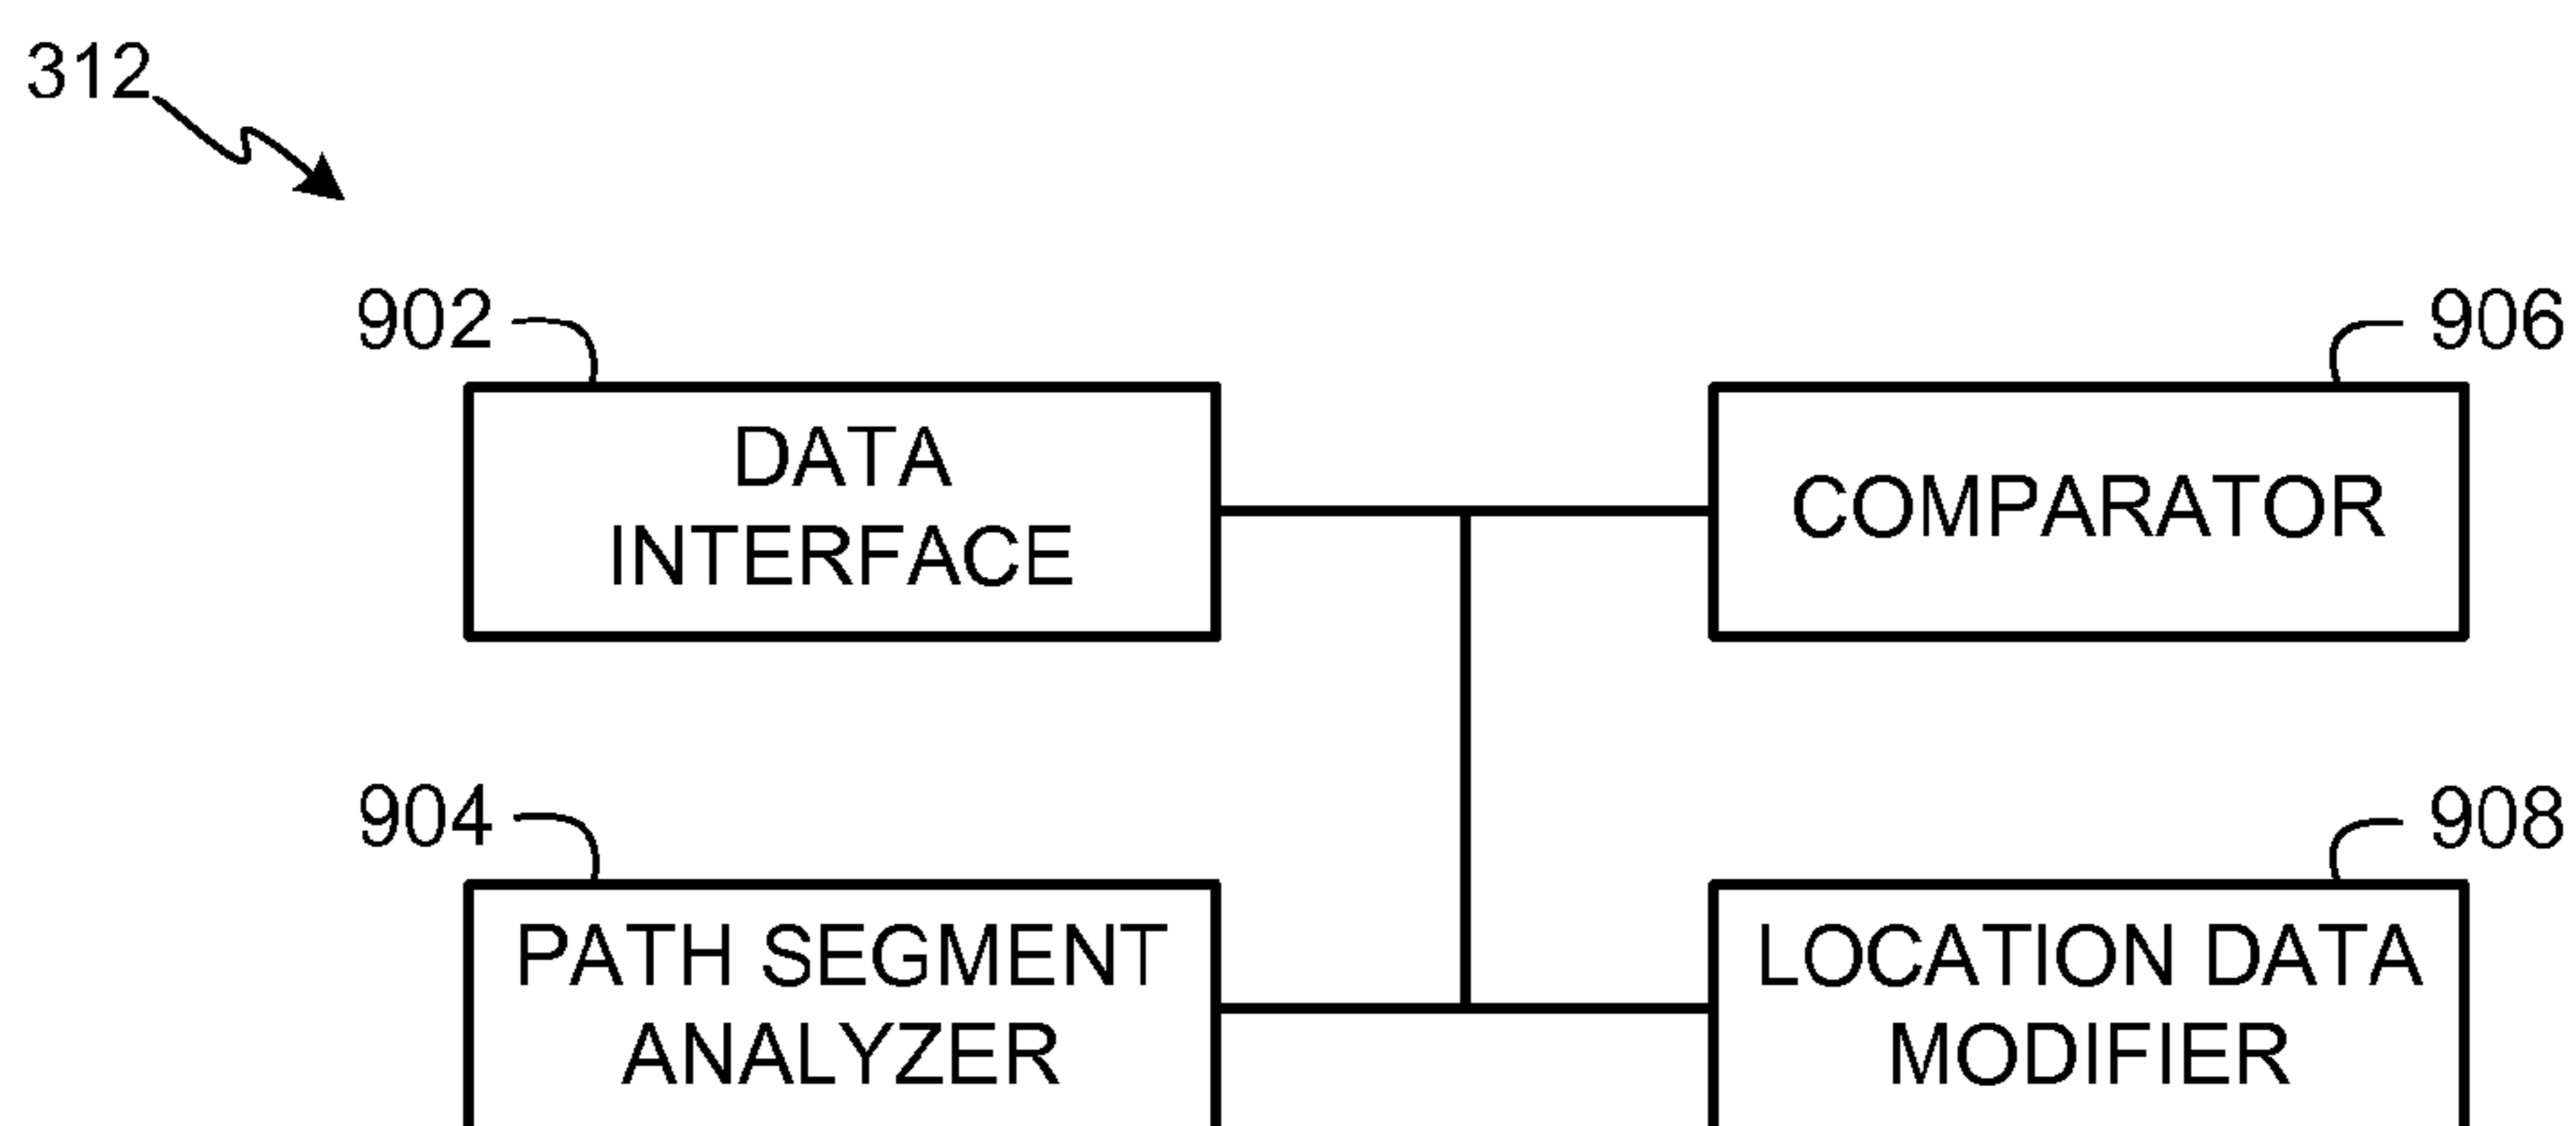 312
902
906
DATA
INTERFACE
COMPARATOR
904
908
PATH SEGMENT
ANALYZER
LOCATION DATA
MODIFIER